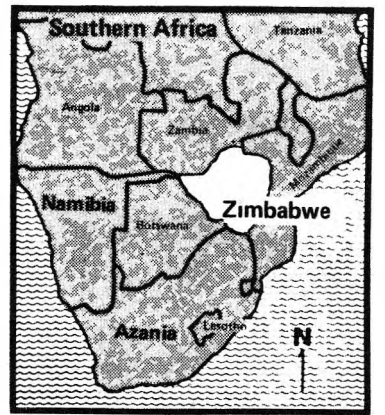 Southern Africa
Tanzania
Angola
Zambia
Mozambique
Namibia
Zimbabwe
Botswana
Azania
Lesotho
N